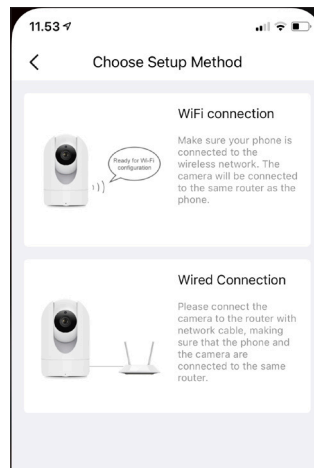 11.53
Choose Setup Method
WiFi connection
Make sure your phone is
connected to the
wireless network. The
camera will be connected
to the same router as the
phone.
Ready for Wi-Fi
configuration
Wired Connection
Please connect the
camera to the router with
network cable, making
sure that the phone and
the camera are
connected to the same
router.